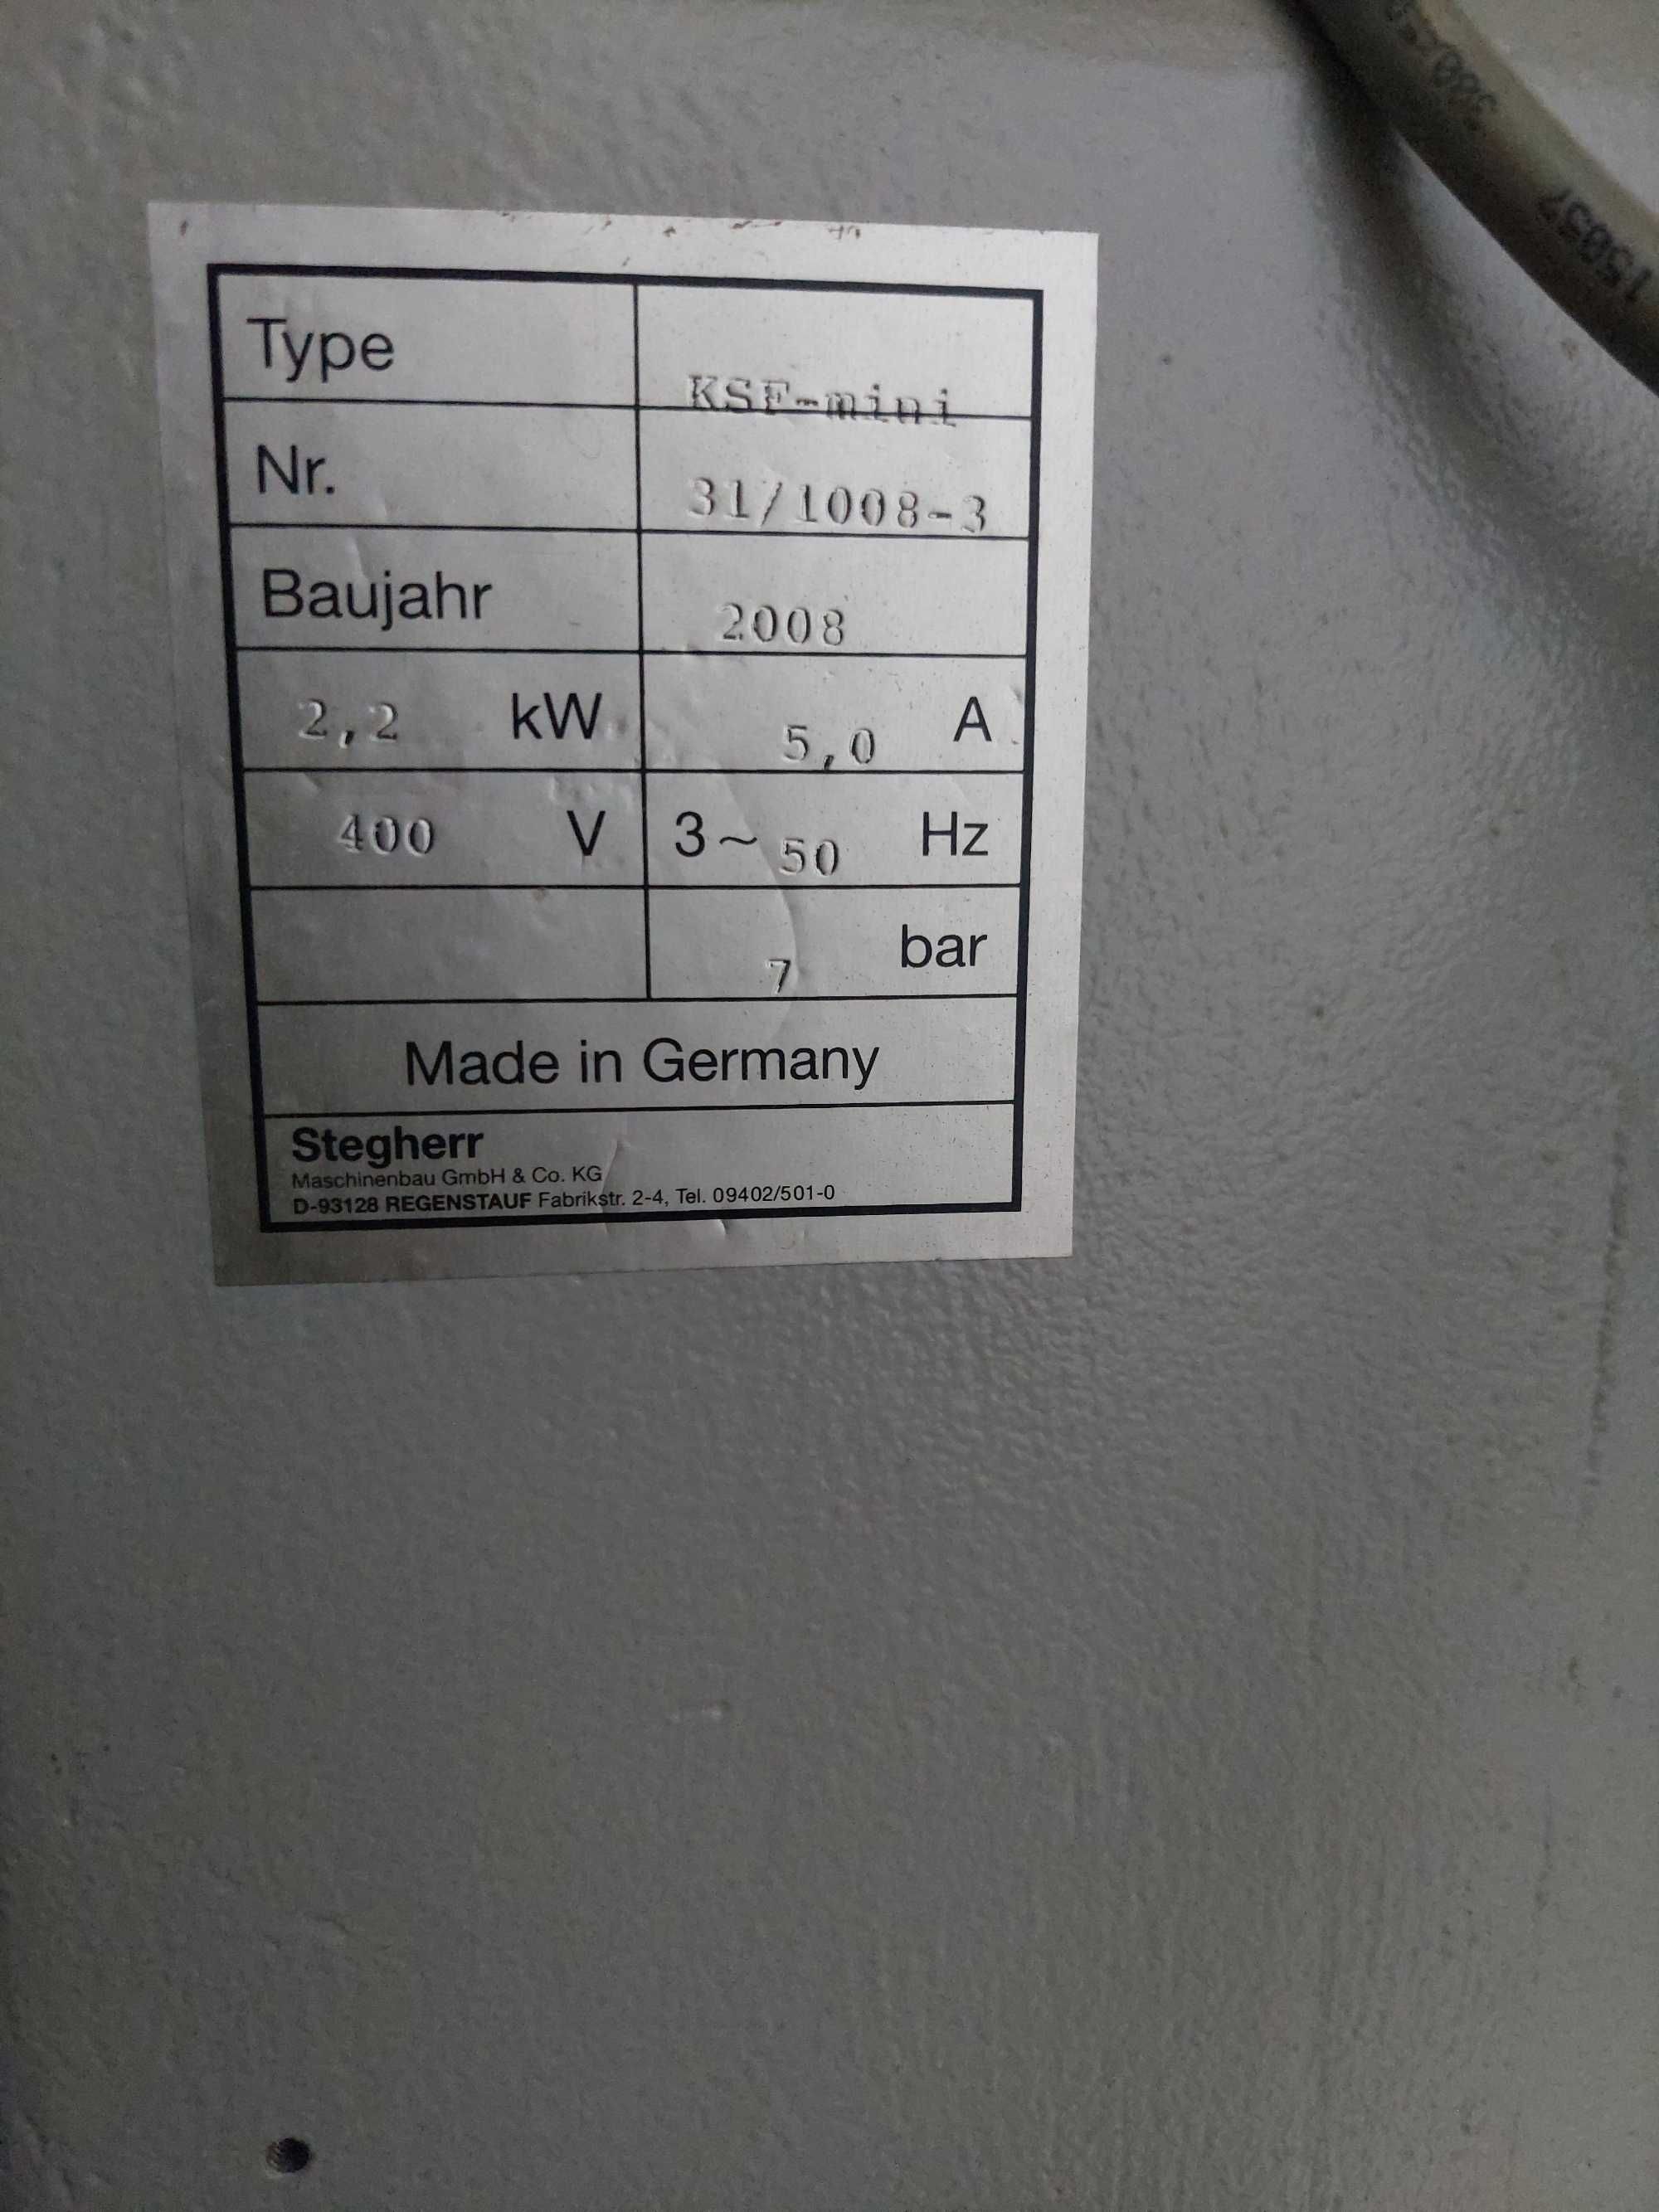 Type KSF-mini
Nr. 31/1008-3
Baujahr 2008
2,2 kW 5,0 A
400 V 3~ 50 Hz
7 bar
Made in Germany
Stegherr
Maschinenbau GmbH & Co. KG
D-93128 REGENSTAUF Fabrikstr. 2-4, Tel. 09402/501-0
15057